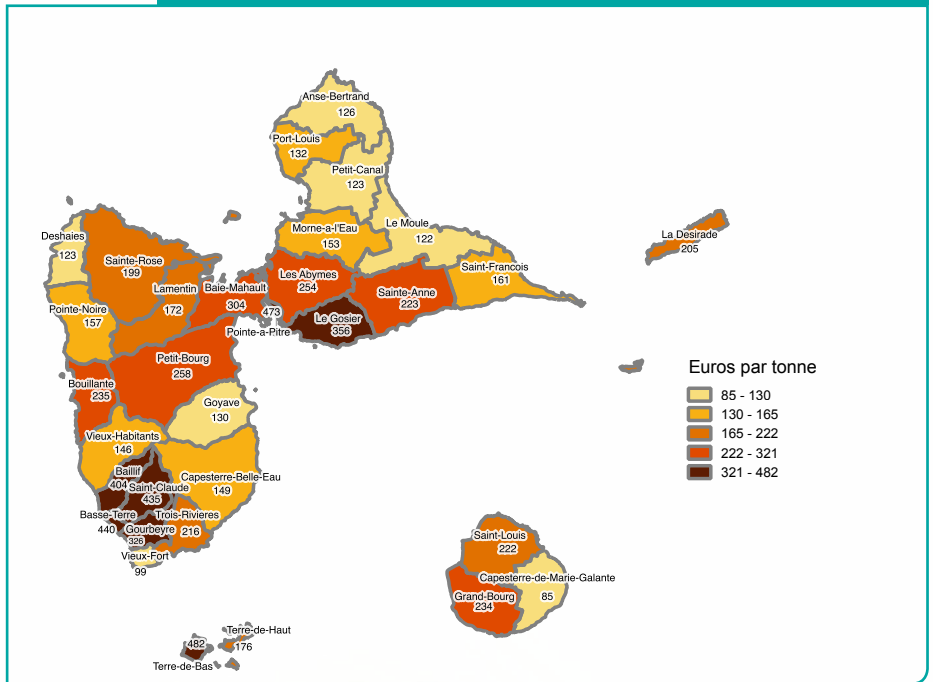 Anse-Bertrand
126
Port-Louis
132
Petit-Canal
123
Le Moule
122
Morne-a-l'Eau
153
La Desirade
205
Deshaies
123
Sainte-Rose
199
Lamentin
172
Baie-Mahault
304
Les Abymes
254
Sainte-Anne
223
Saint-Francois
161
Pointe-Noire
157
473
Pointe-a-Pitre
Le Gosier
356
Petit-Bourg
258
Bouillante
235
Goyave
130
Vieux-Habitants
146
Baillif
404
Saint-Claude
435
Capesterre-Belle-Eau
149
Basse-Terre
440
Gourbeyre
326
Trois-Rivieres
216
Vieux-Fort
99
482
Terre-de-Bas
Terre-de-Haut
176
Saint-Louis
222
Capesterre-de-Marie-Galante
85
Grand-Bourg
234
Euros par tonne
85 - 130
130 - 165
165 - 222
222 - 321
321 - 482